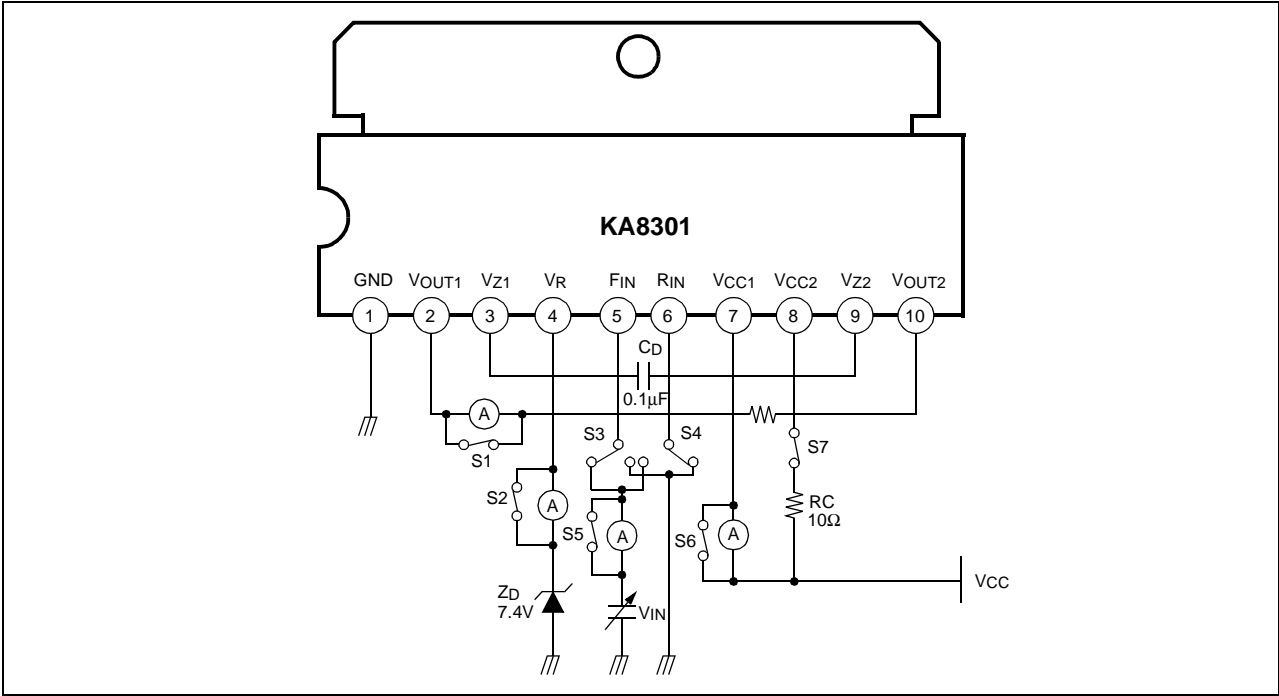 KA8301
GND VOUT1 VZ1 VR FIN RIN VCC1 VCC2 VZ2 VOUT2
1 2 3 4 5 6 7 8 9 10
CD
0.1μF
A
S1
S3
S4
S7
S2
A
S5
A
S6
A
RC
10Ω
ZD
7.4V
VIN
VCC